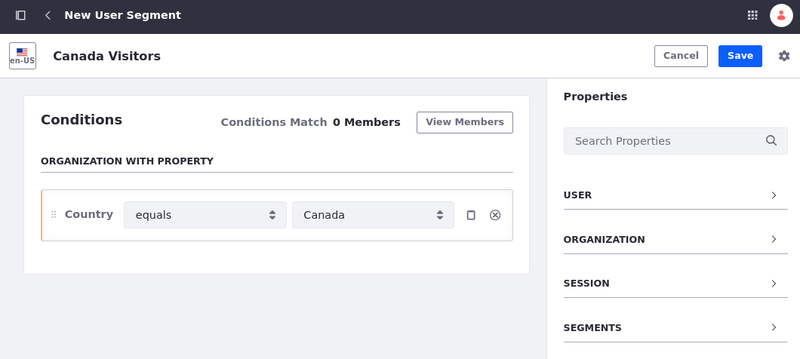 New User Segment
en-US
Canada Visitors
Cancel
Save
Conditions
Conditions Match 0 Members
View Members
ORGANIZATION WITH PROPERTY
Country
equals
Canada
Properties
Search Properties
USER
ORGANIZATION
SESSION
SEGMENTS